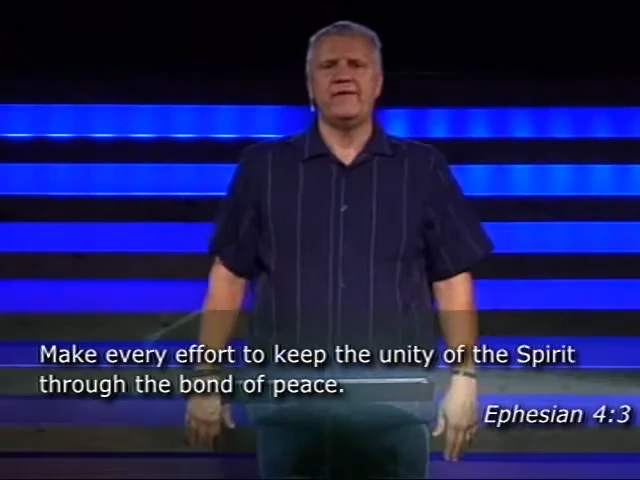 Make every effort to keep the unity of the Spirit
through the bond of peace.
Ephesian 4:3